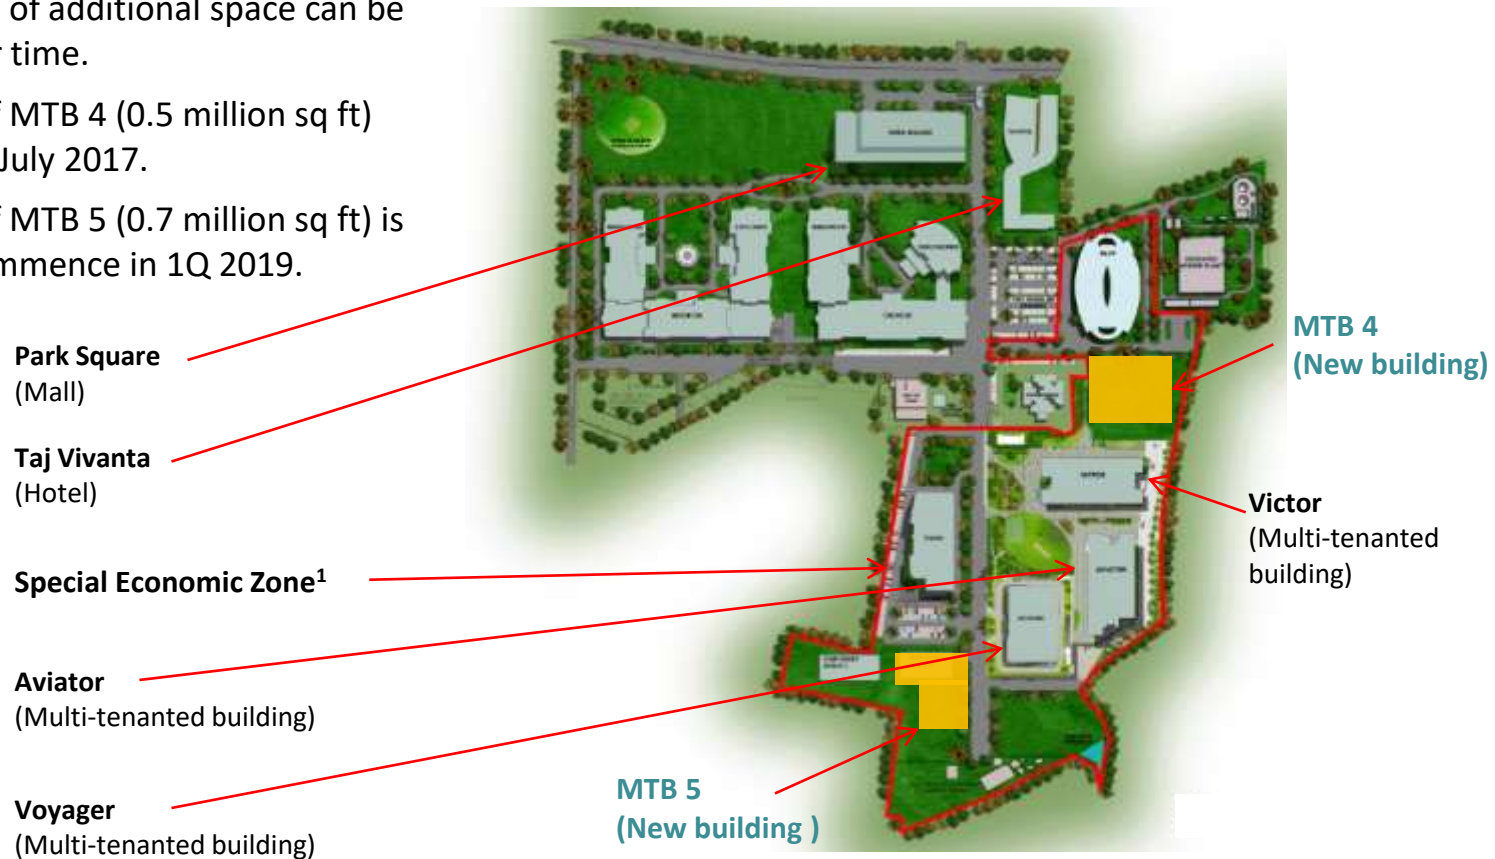 of additional space can be
time.
MTB 4 (0.5 million sq ft)
July 2017.
MTB 5 (0.7 million sq ft) is
mmence in 1Q 2019.
Park Square
(Mall)
Taj Vivanta
(Hotel)
Special Economic Zone¹
Aviator
(Multi-tenanted building)
Voyager
(Multi-tenanted building)
MTB 5
(New building )
MTB 4
(New building)
Victor
(Multi-tenanted
building)